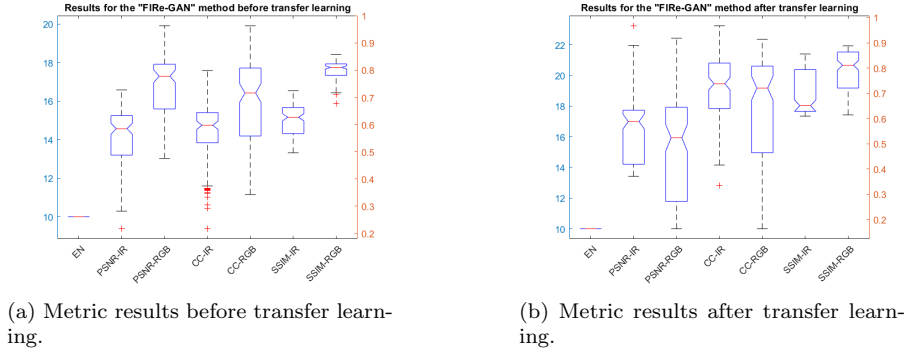 Results for the "FIRe-GAN" method before transfer learning
20
18
16
14
12
10
1
0.9
0.8
0.7
0.6
0.5
0.4
0.3
0.2
EN
PSNR-IR
PSNR-RGB
CC-IR
CC-RGB
SSIM-IR
SSIM-RGB
(a) Metric results before transfer learn-
ing.
Results for the "FIRe-GAN" method after transfer learning
22
20
18
16
14
12
10
1
0.9
0.8
0.7
0.6
0.5
0.4
0.3
0.2
EN
PSNR-IR
PSNR-RGB
CC-IR
CC-RGB
SSIM-IR
SSIM-RGB
(b) Metric results after transfer learn-
ing.